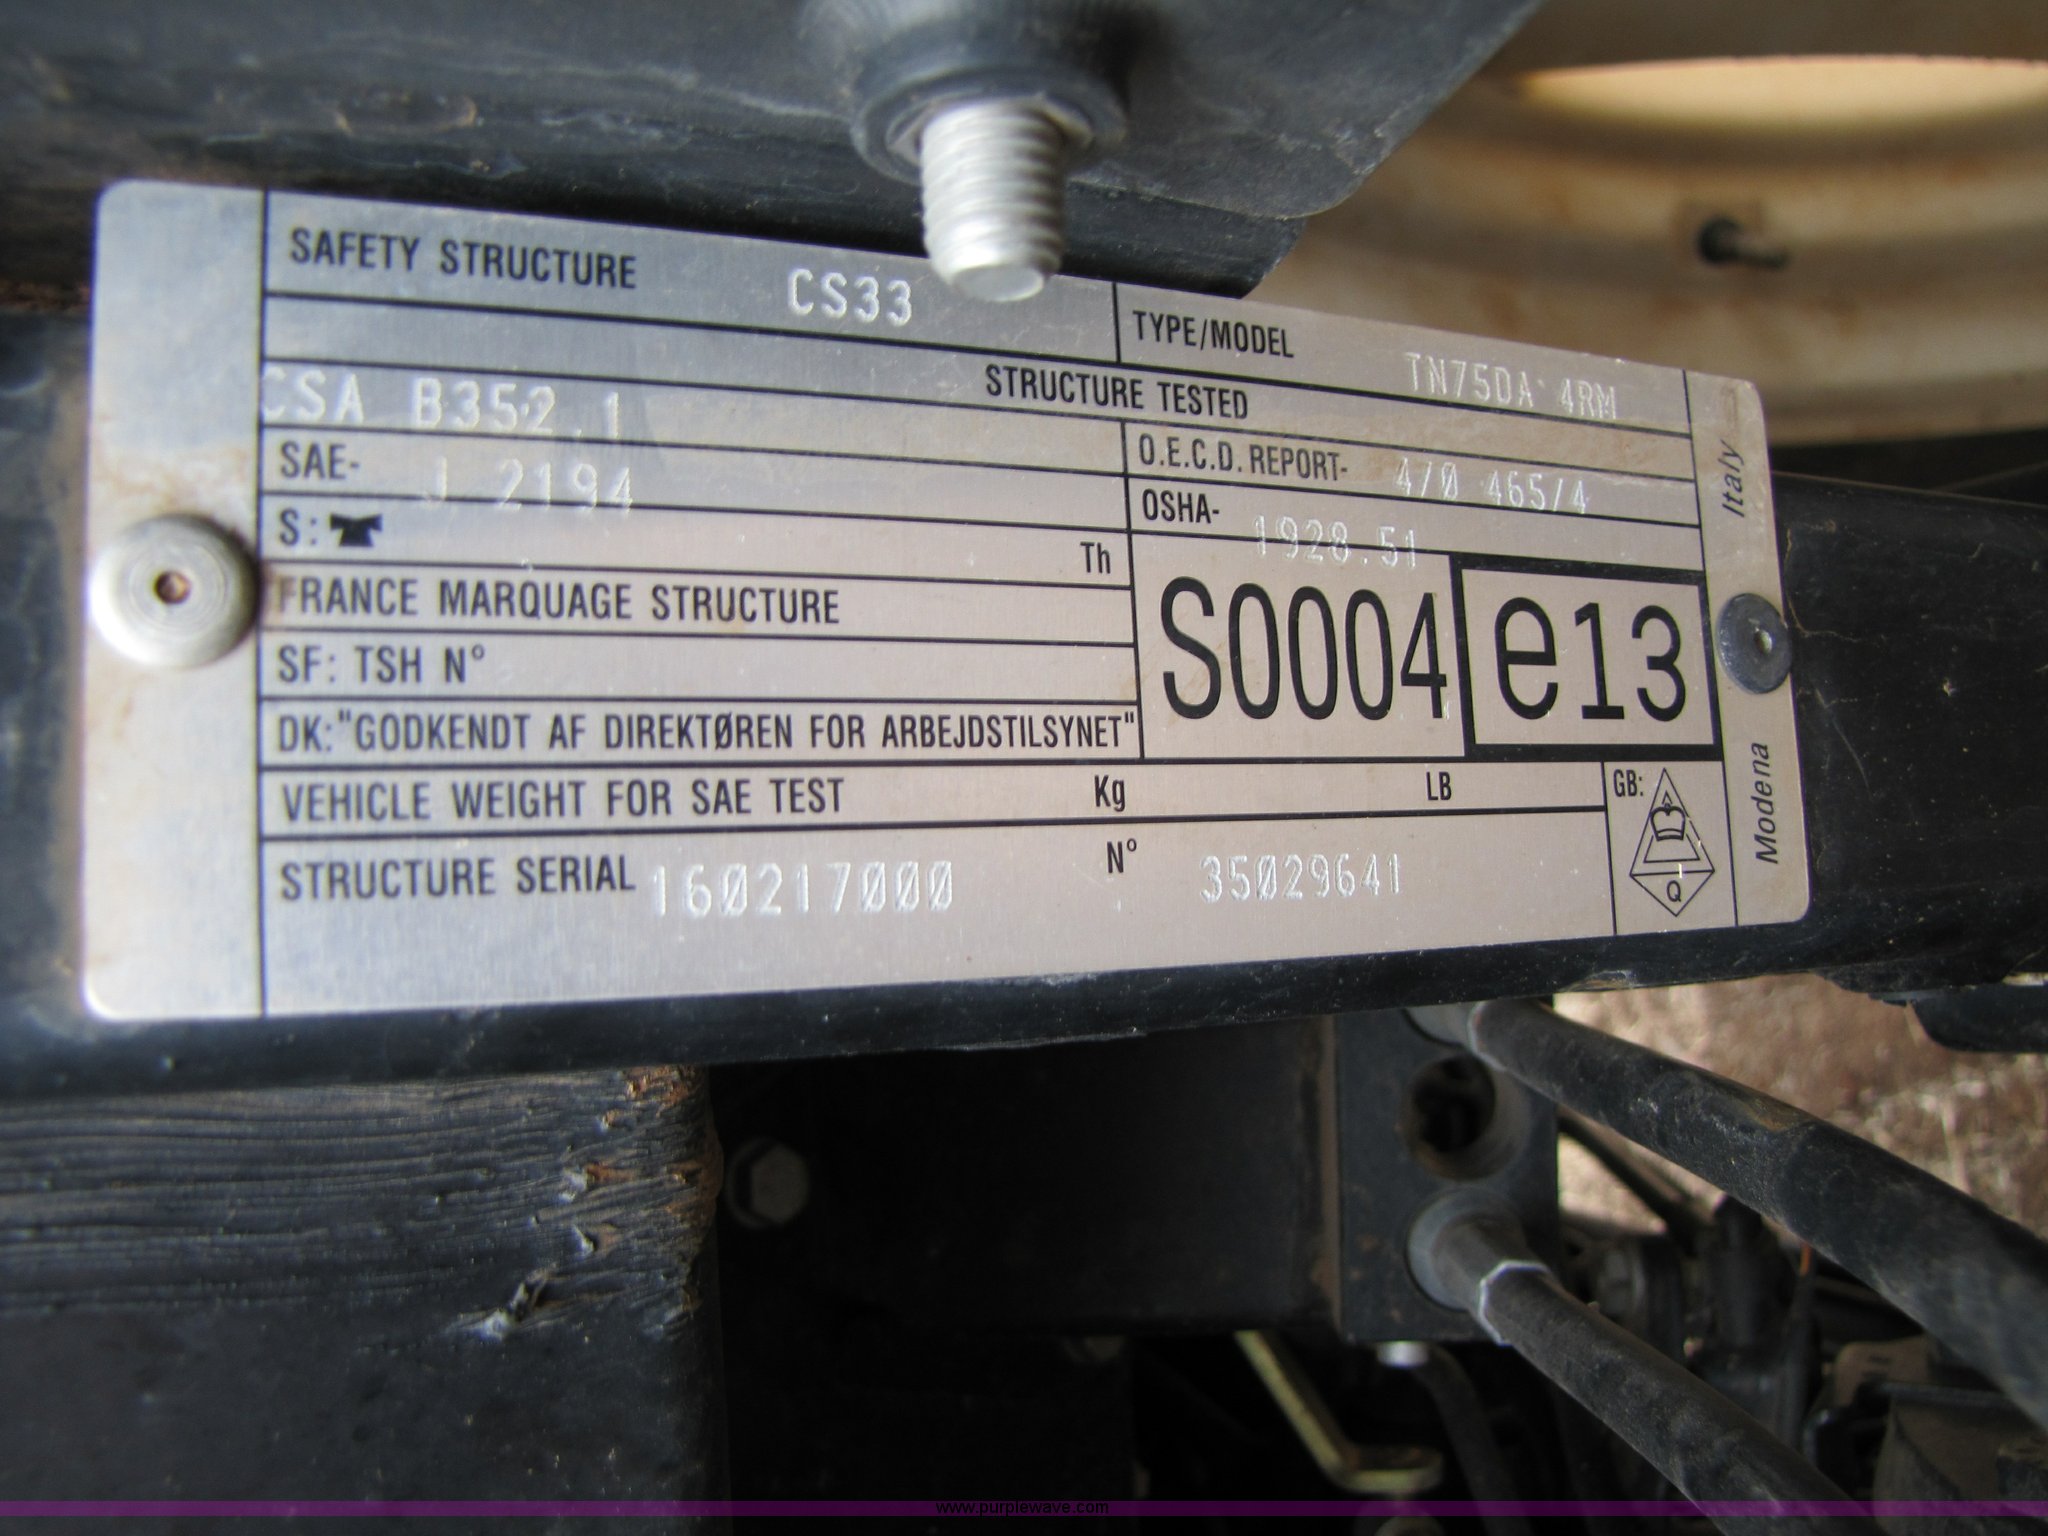 SAFETY STRUCTURE CS33
TYPE/MODEL TN75DA 4RM
STRUCTURE TESTED
CSA B352.1
SAE- J 2194
O.E.C.D. REPORT- 4/0 465/4
S: Th
OSHA- 1928.51
FRANCE MARQUAGE STRUCTURE
SF: TSH N°
S0004 e13
DK: "GODKENDT AF DIREKTØREN FOR ARBEJDSTILSYNET"
VEHICLE WEIGHT FOR SAE TEST Kg LB
GB:
Q
STRUCTURE SERIAL 160217000 N° 35029641
Modena Italy
www.purplewave.com